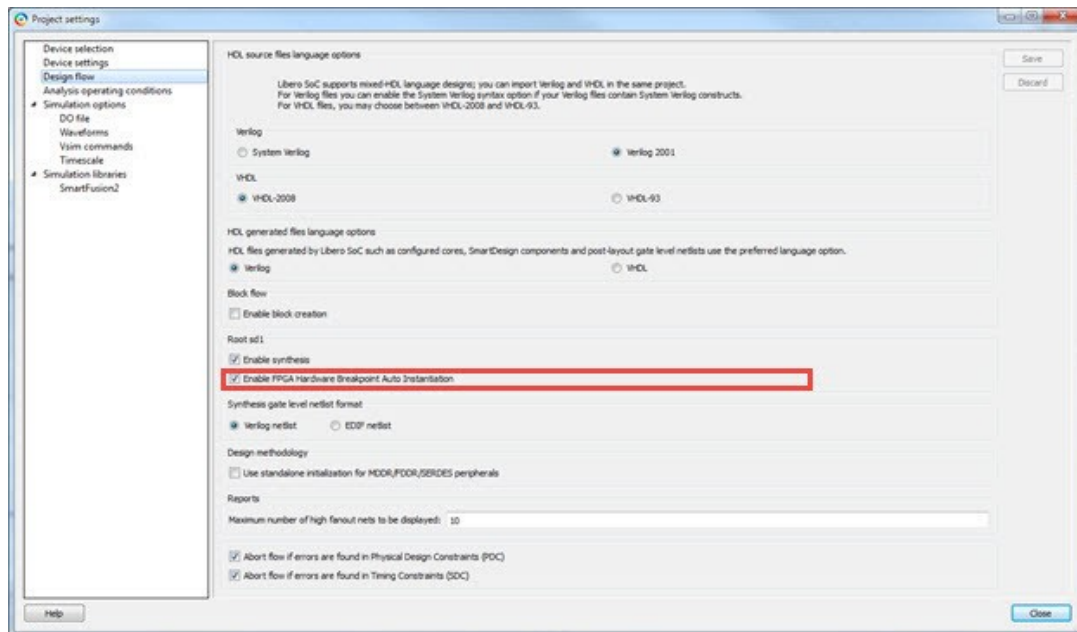 Project settings
Device selection
Device settings
Design flow
Analysis operating conditions
Simulation options
DO file
Waveforms
Vsim commands
Timescale
Simulation libraries
SmartFusion2
HDL source files language options
Libero SoC supports mixed-HDL language designs; you can import Verilog and VHDL in the same project.
For Verilog files you can enable the System Verilog syntax option if your Verilog files contain System Verilog constructs.
For VHDL files, you may choose between VHDL-2008 and VHDL-93.
Verilog
System Verilog
Verilog 2001
VHDL
VHDL-2008
VHDL-93
HDL generated files language options
HDL files generated by Libero SoC such as configured cores, SmartDesign components and post-layout gate level netlists use the preferred language option.
Verilog
VHDL
Block flow
Enable block creation
Root sd1
Enable synthesis
Enable FPGA Hardware Breakpoint Auto Instantiation
Synthesis gate level netlist format
Verilog netlist
EDIF netlist
Design methodology
Use standalone initialization for MDDR/FDDR/SERDES peripherals
Reports
Maximum number of high fanout nets to be displayed: 10
Abort flow if errors are found in Physical Design Constraints (PDC)
Abort flow if errors are found in Timing Constraints (SDC)
Save
Discard
Help
Close